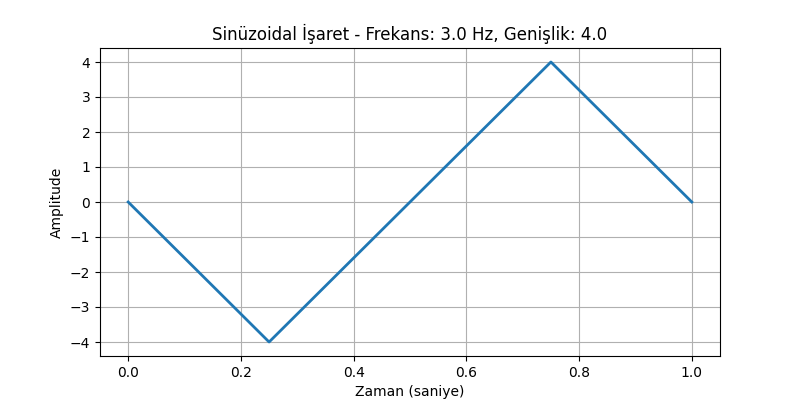 Sinüzoidal İşaret - Frekans: 3.0 Hz, Genişlik: 4.0
4
3
2
1
0
−1
−2
−3
−4
Amplitude
0.0 0.2 0.4 0.6 0.8 1.0
Zaman (saniye)